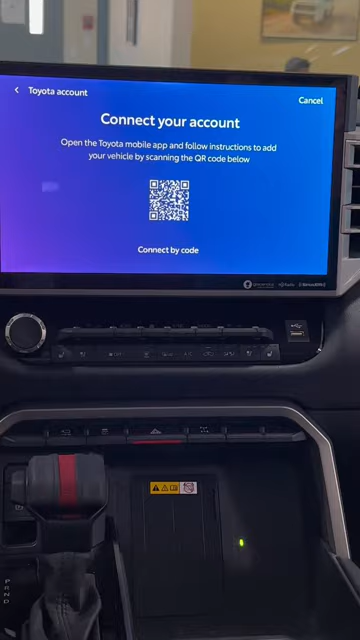 Toyota account
Cancel
Connect your account
Open the Toyota mobile app and follow instructions to add
your vehicle by scanning the QR code below
Connect by code
P
R
N
D